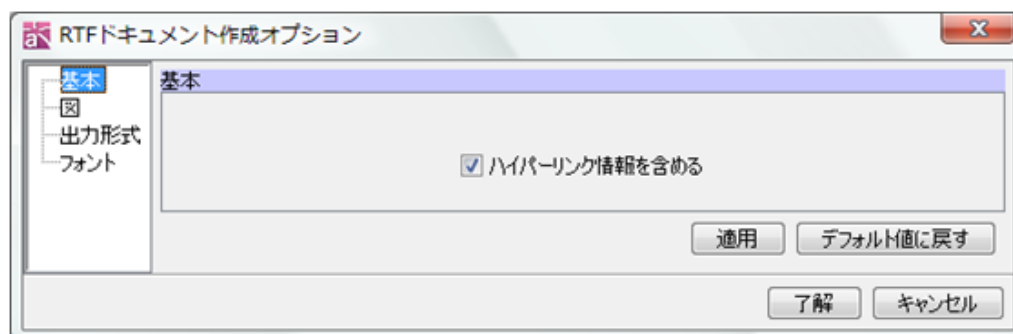 RTFドキュメント作成オプション
基本
図
出力形式
フォント
基本
ハイパーリンク情報を含める
適用 デフォルト値に戻す
了解 キャンセル